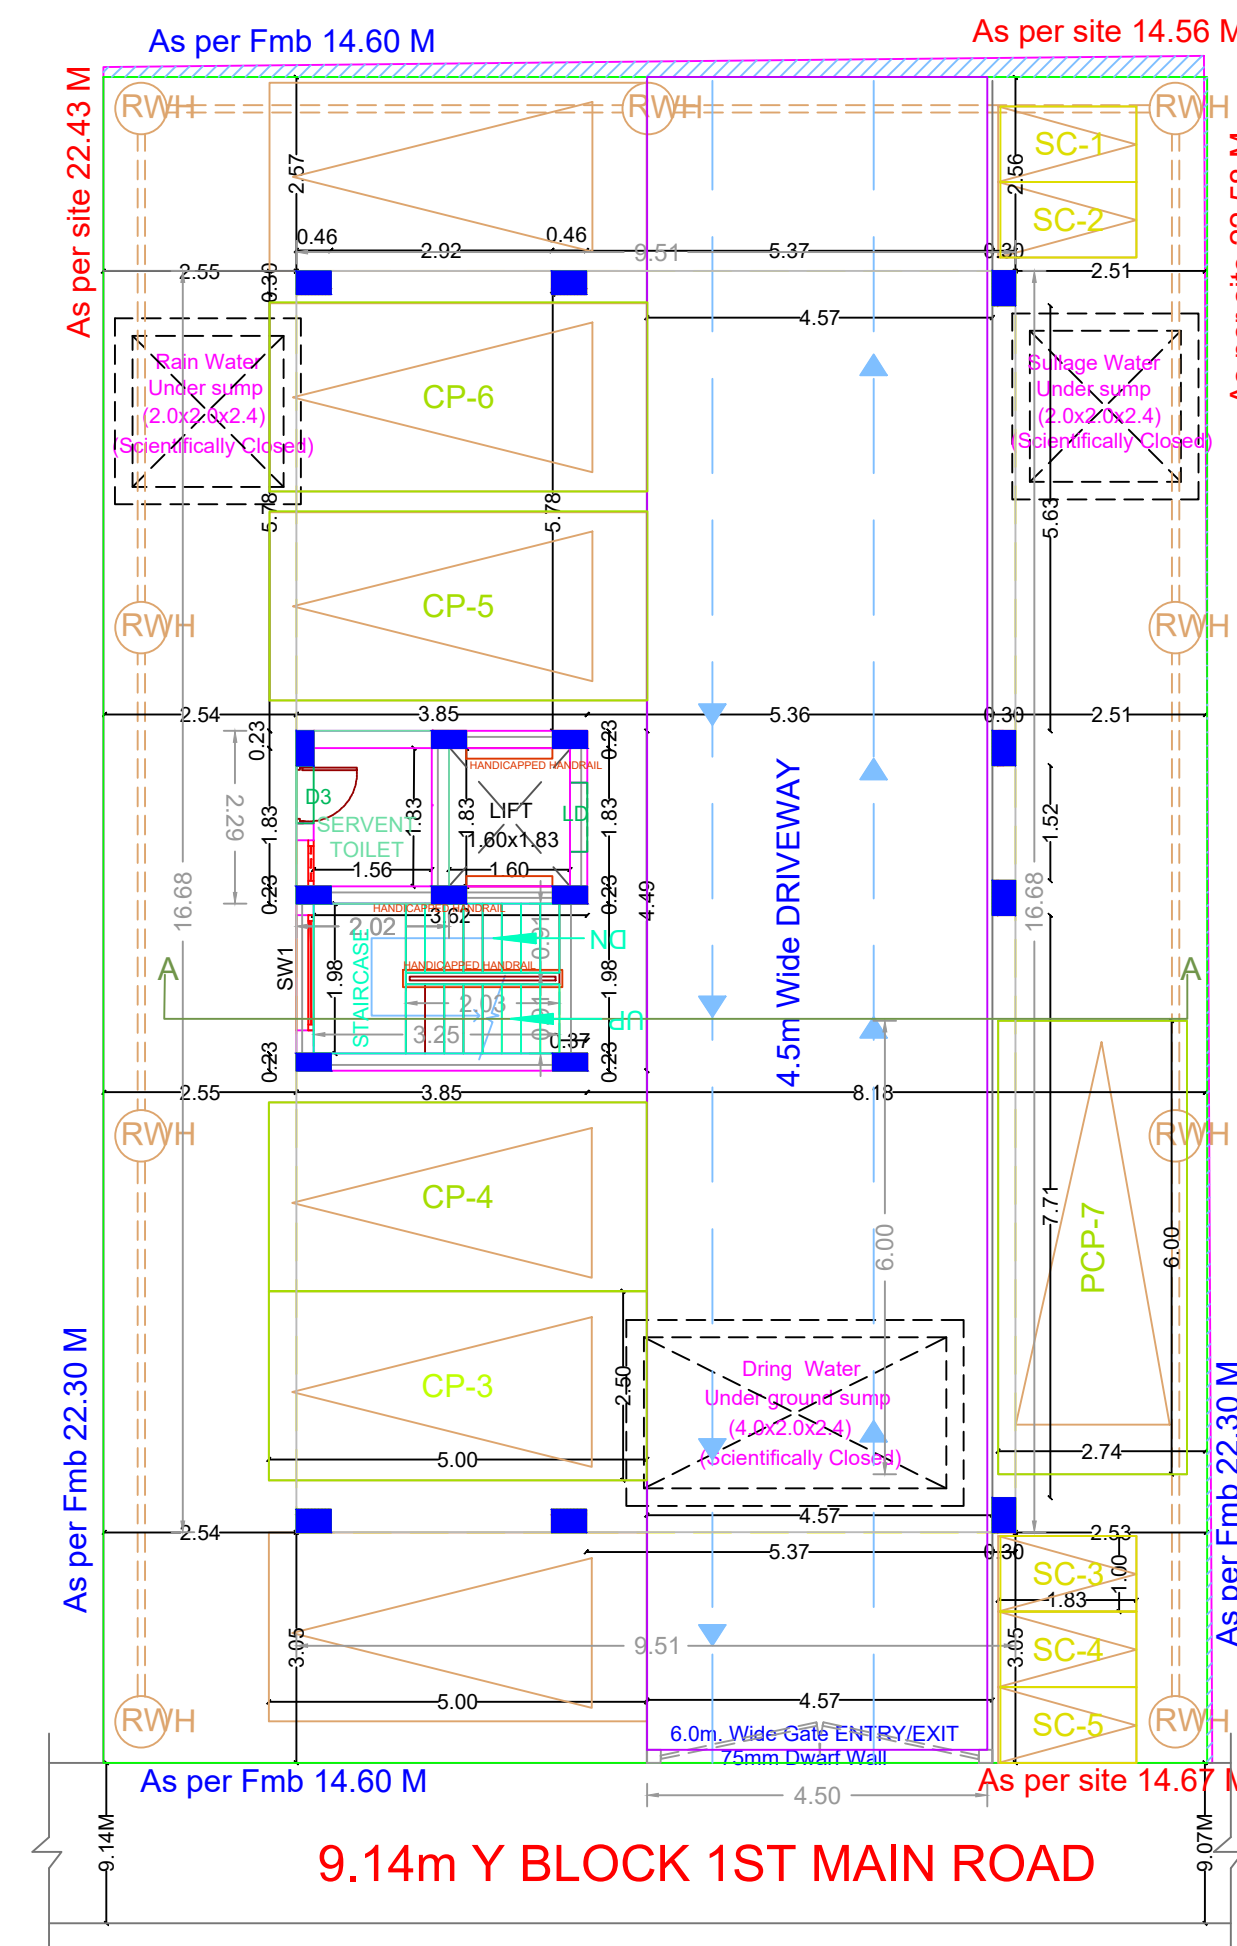 As per Fmb 14.60 M
As per site 14.56 M
As per site 22.43 M
RWH
RWH
RWH
SC-1
SC-2
2.57
2.56
0.46
2.92
0.46
9.51
5.37
0.30
2.55
0.30
2.51
4.57
Rain Water
Under sump
(2.0x2.0x2.4)
(Scientifically Closed)
Sullage Water
Under sump
(2.0x2.0x2.4)
(Scientifically Closed)
CP-6
5.78
5.78
5.63
CP-5
RWH
RWH
2.54
3.85
5.36
0.30
2.51
0.23
0.23
HANDICAPPED HANDRAIL
2.29
1.83
D3
1.83
1.83
LIFT
1.60x1.83
LD
1.83
SERVENT
TOILET
1.56
1.60
1.52
4.5m Wide DRIVEWAY
0.23
0.23
4.49
16.68
16.68
HANDICAPPED HANDRAIL
3.62
2.02
0.91
DN
SW1
1.98
STAIRCASE
HANDICAPPED HANDRAIL
1.98
A
A
2.03
UP
3.25
0.91
0.37
0.23
0.23
2.55
3.85
8.18
RWH
RWH
CP-4
7.71
6.00
PCP-7
6.00
CP-3
2.50
Dring Water
Under ground sump
(4.0x2.0x2.4)
(Scientifically Closed)
5.00
2.74
As per Fmb 22.30 M
As per Fmb 22.30 M
4.57
2.54
2.53
5.37
0.30
SC-3
1.00
1.83
3.05
9.51
3.05
SC-4
5.00
4.57
RWH
SC-5
RWH
6.0m. Wide Gate ENTRY/EXIT
75mm Dwarf Wall
As per Fmb 14.60 M
As per site 14.67 M
4.50
9.14M
9.07M
9.14m Y BLOCK 1ST MAIN ROAD